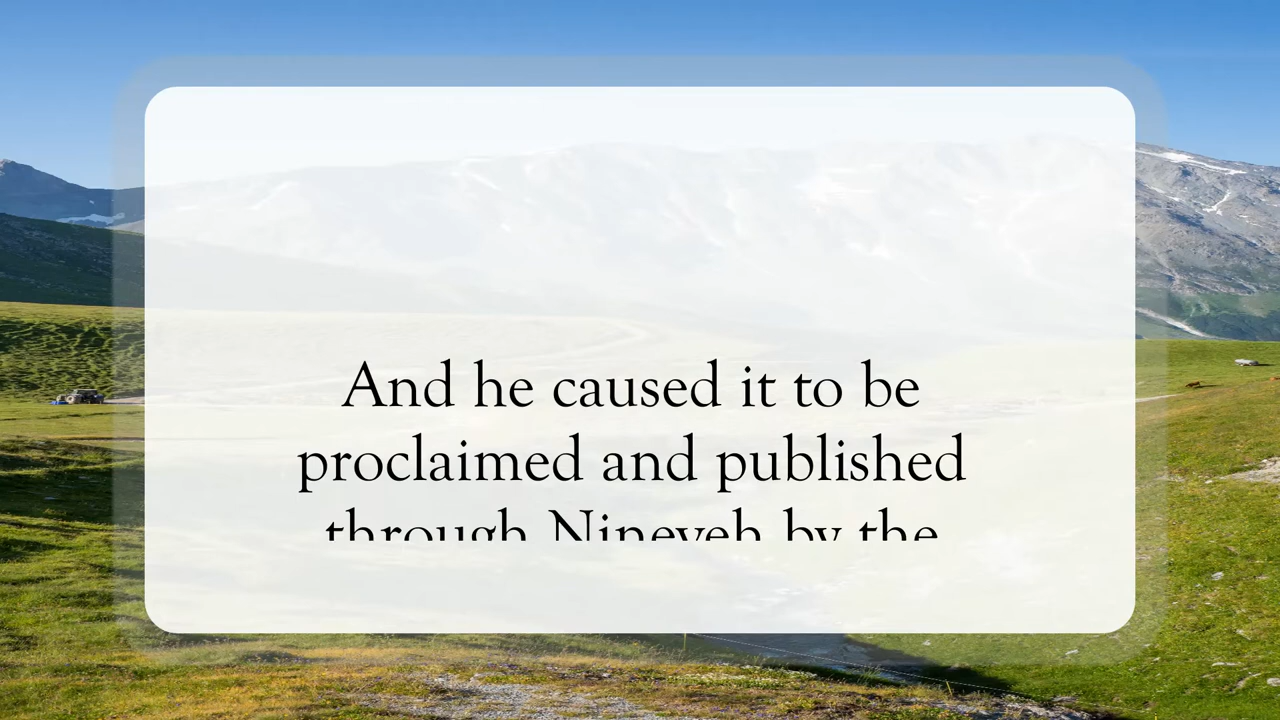 And he caused it to be
proclaimed and published
through Nineveh by the